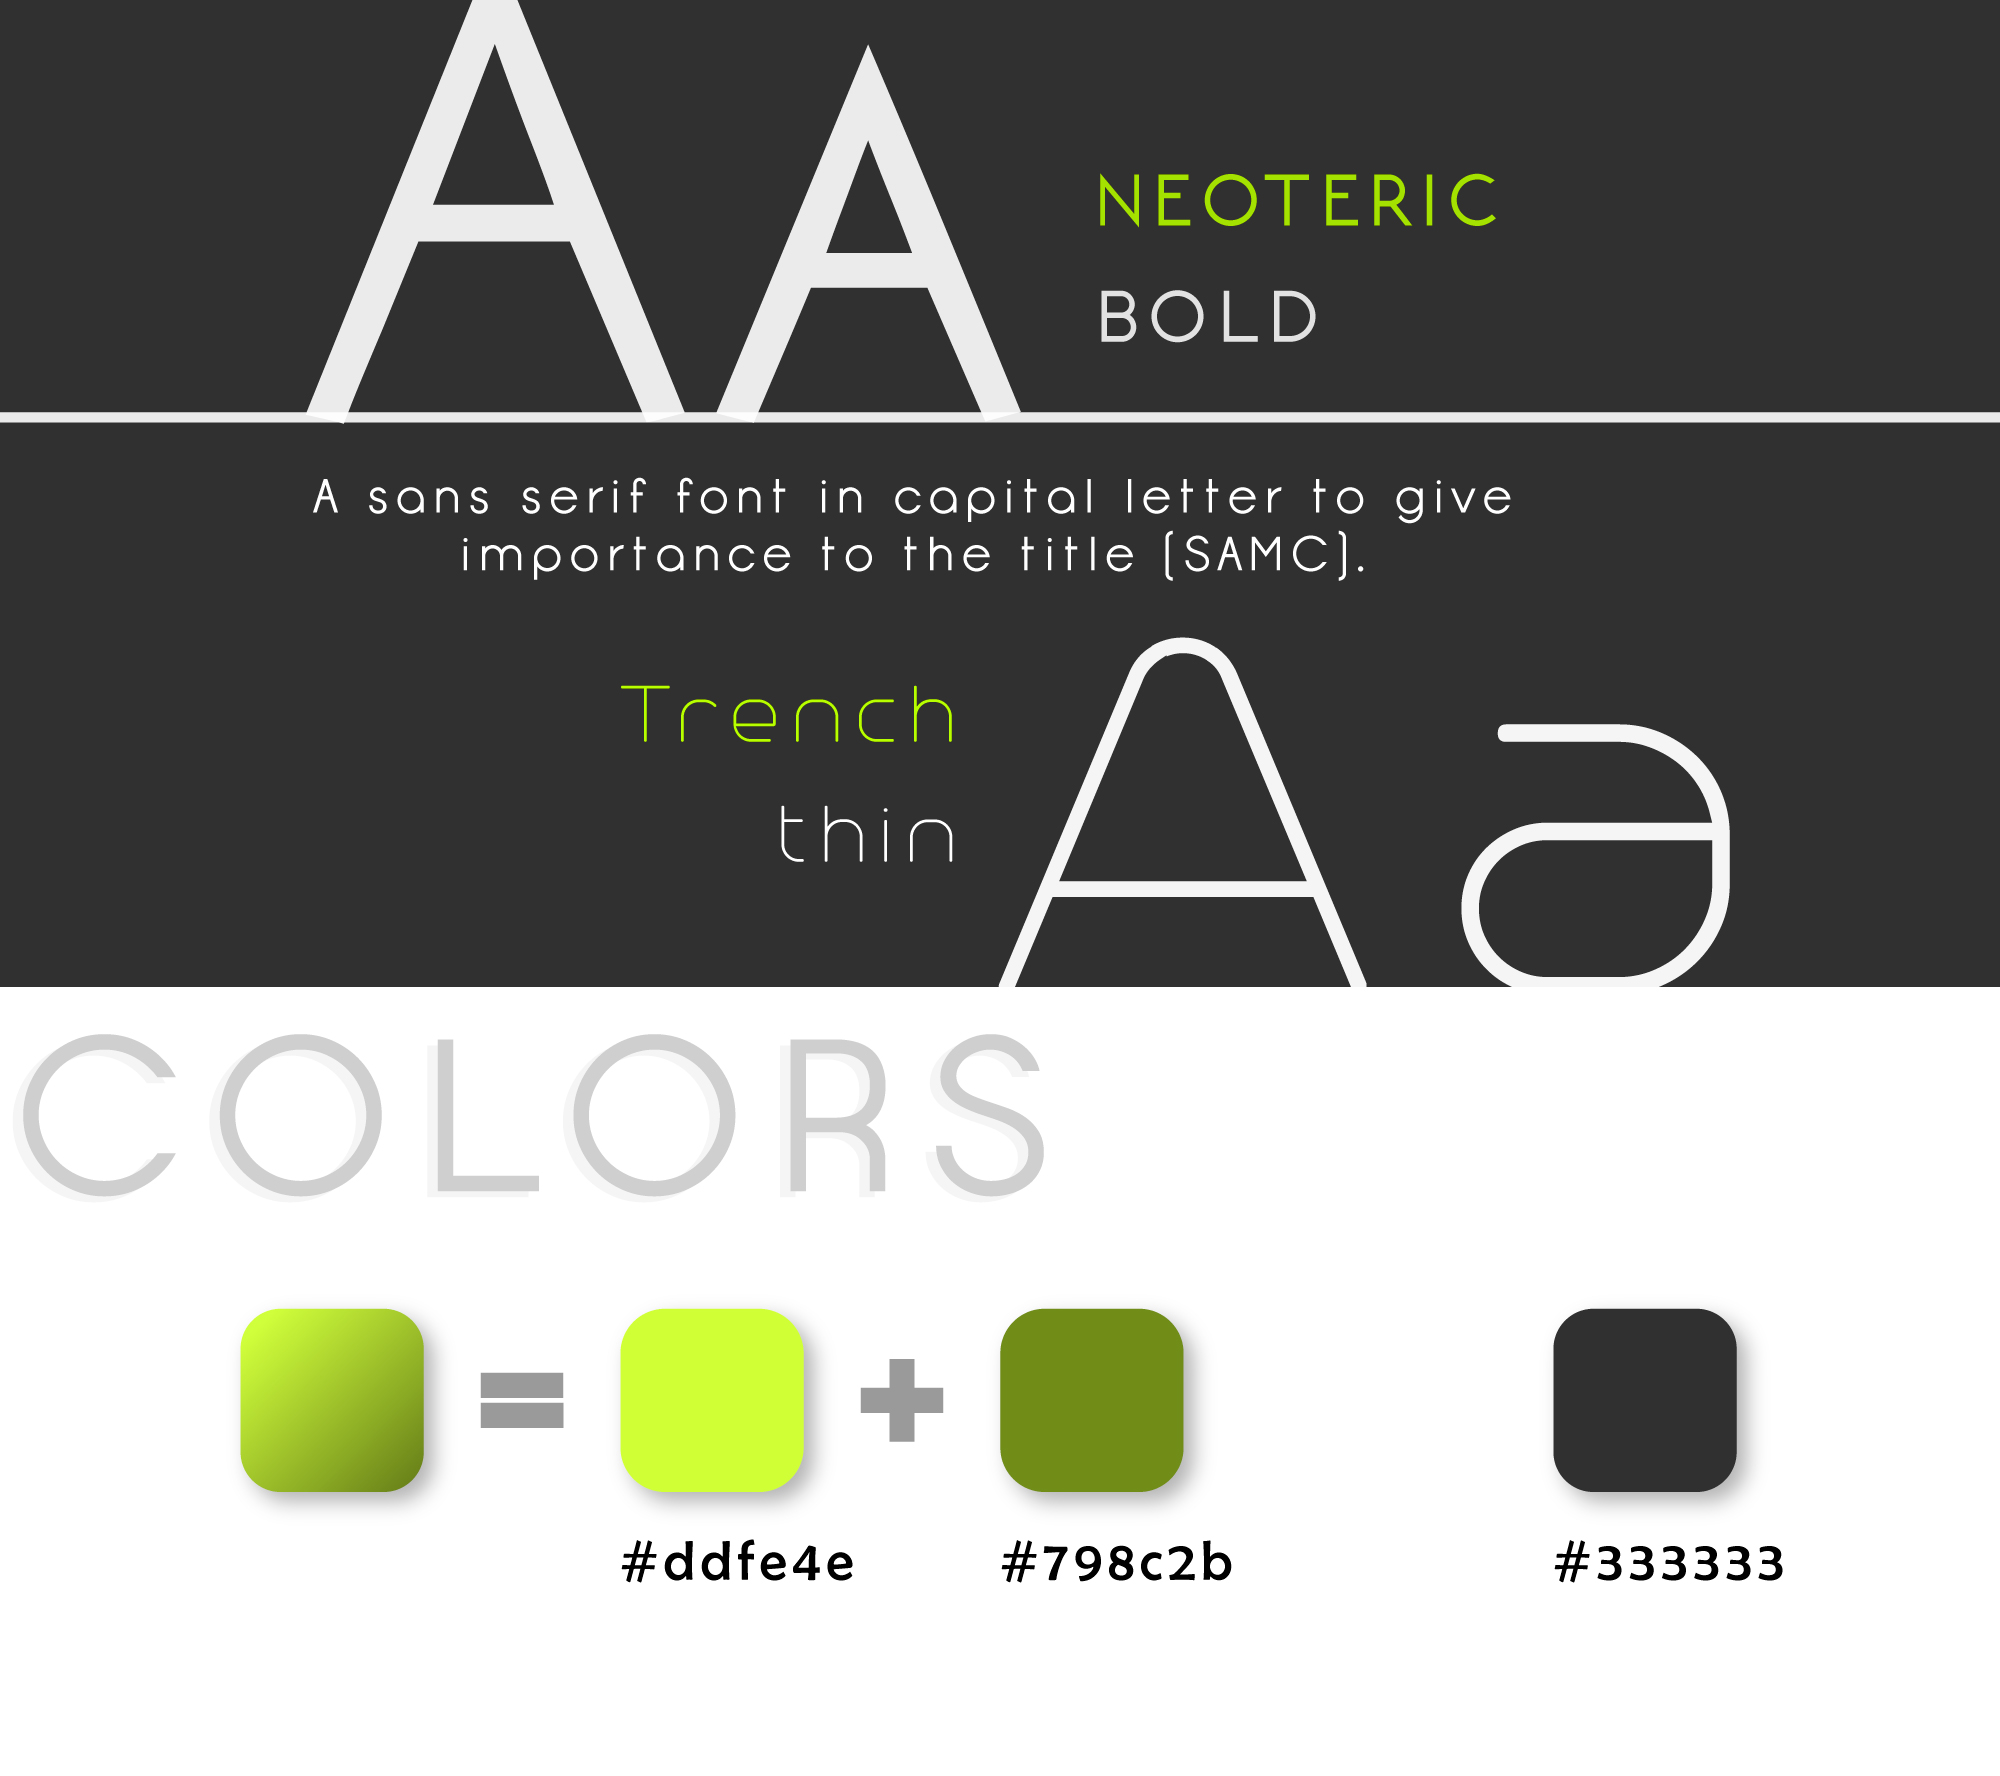 AA
NEOTERIC
BOLD
A sans serif font in capital letter to give
importance to the title (SAMC).
Trench
thin
Aa
COLORS
=
+
#ddfe4e
#798c2b
#333333